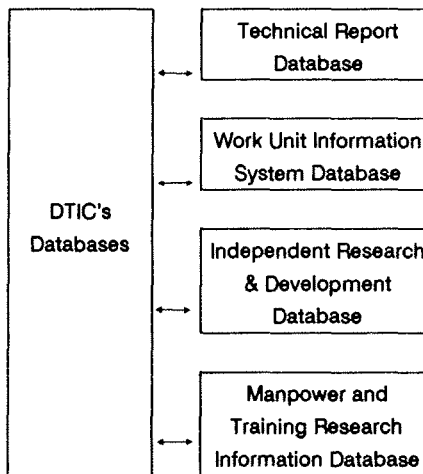 Technical Report
Database
Work Unit Information
System Database
DTIC's
Databases
Independent Research
& Development
Database
Manpower and
Training Research
Information Database